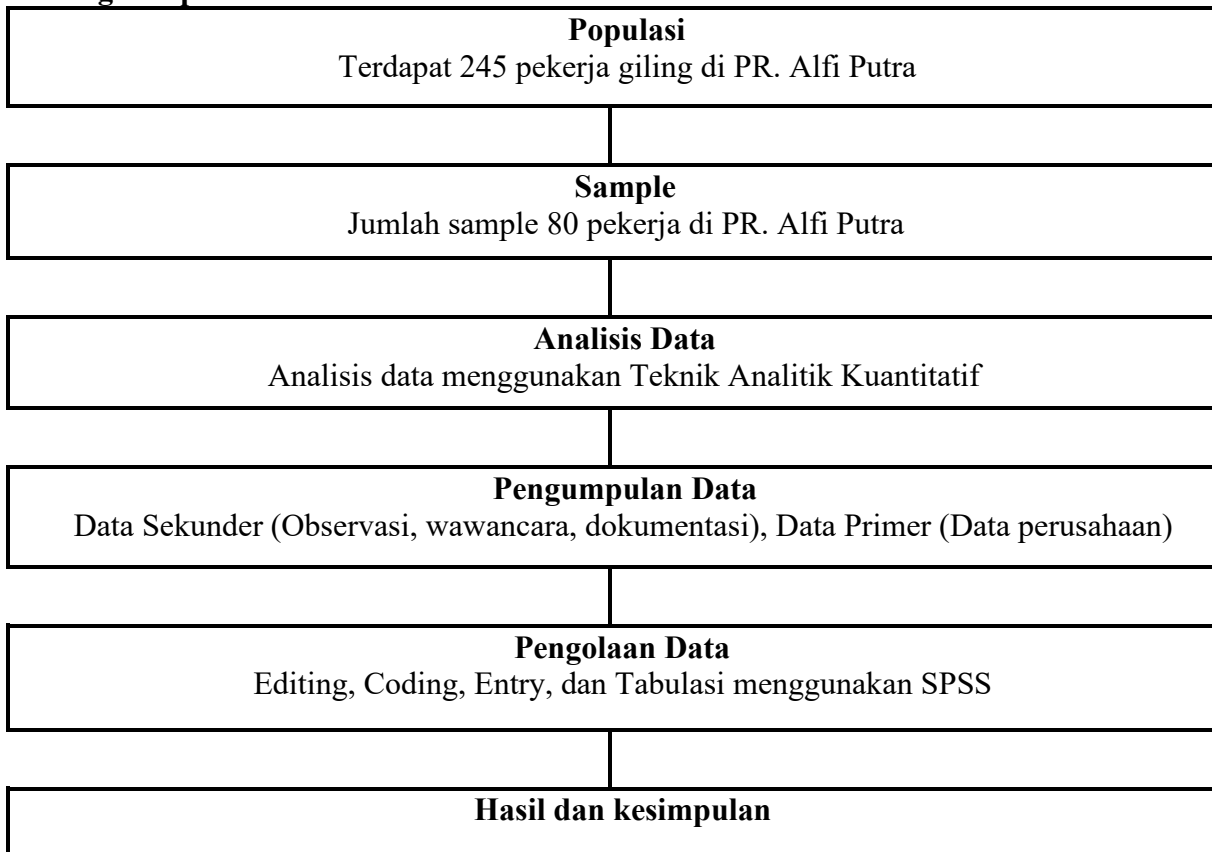 Populasi
Terdapat 245 pekerja giling di PR. Alfi Putra
Sample
Jumlah sample 80 pekerja di PR. Alfi Putra
Analisis Data
Analisis data menggunakan Teknik Analitik Kuantitatif
Pengumpulan Data
Data Sekunder (Observasi, wawancara, dokumentasi), Data Primer (Data perusahaan)
Pengolaan Data
Editing, Coding, Entry, dan Tabulasi menggunakan SPSS
Hasil dan kesimpulan